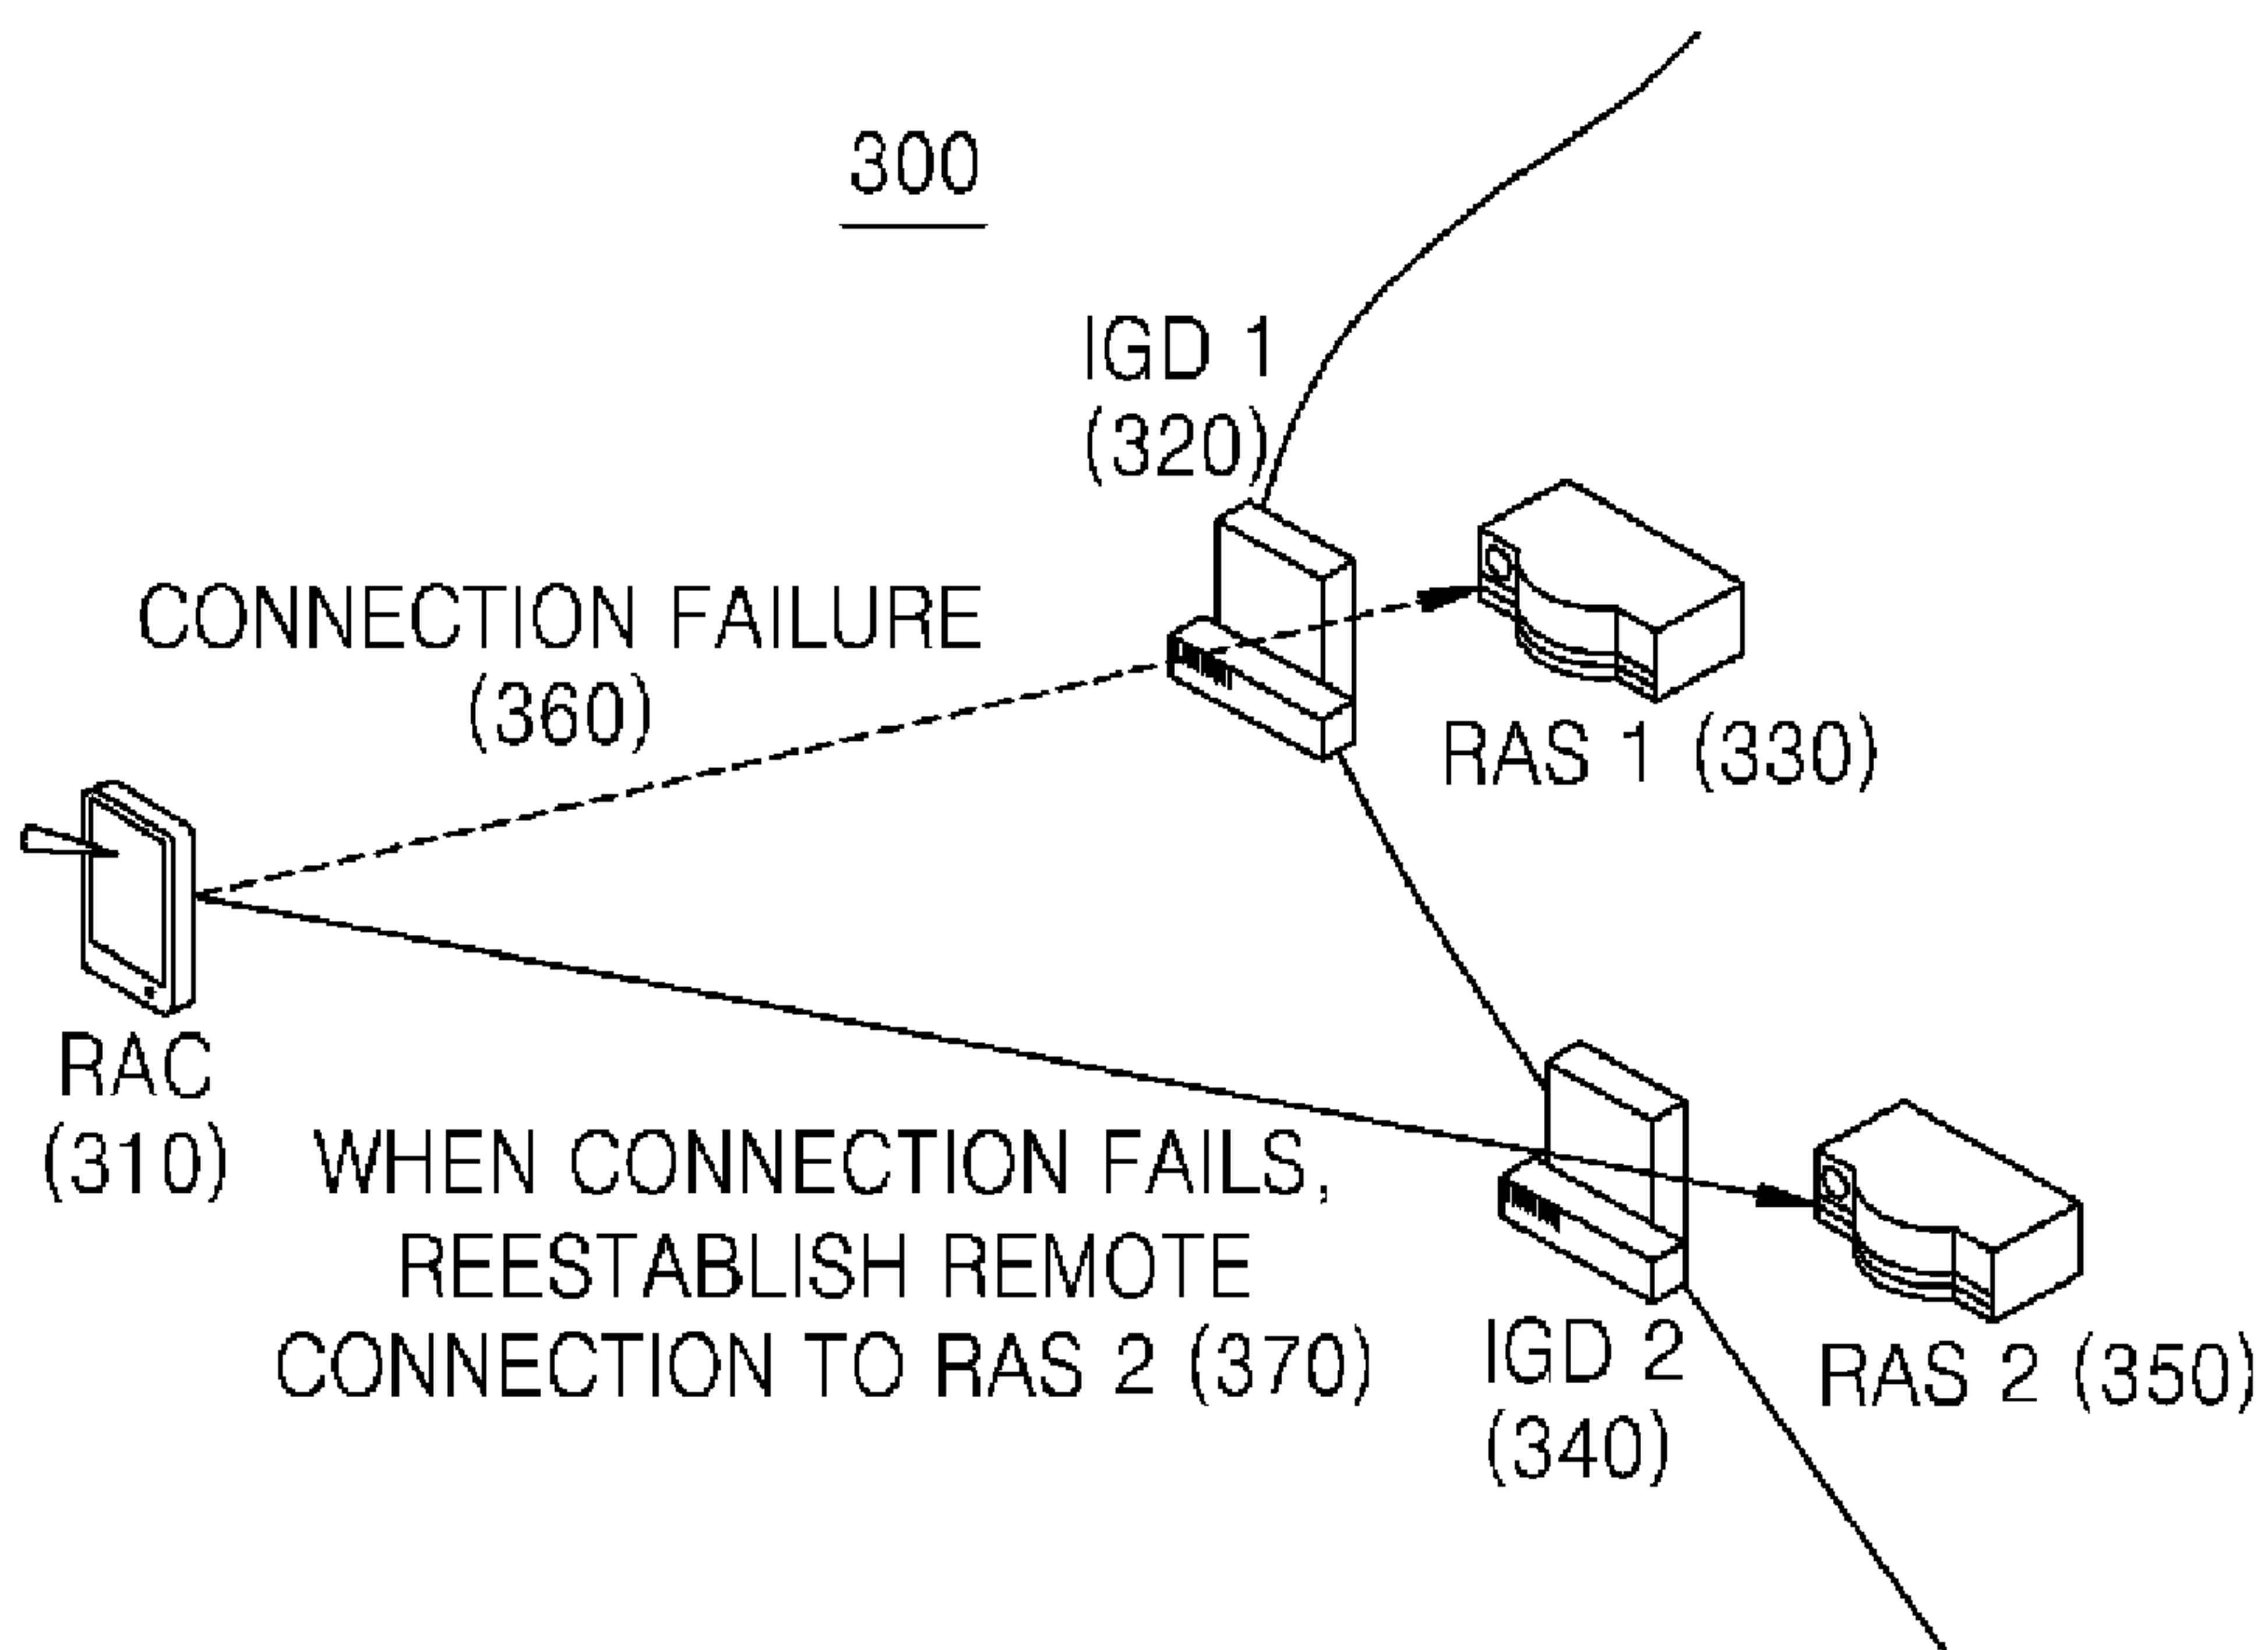 300
IGD 1
(320)
CONNECTION FAILURE
(360)
RAS 1 (330)
RAC
(310)
WHEN CONNECTION FAILS,
REESTABLISH REMOTE
CONNECTION TO RAS 2 (370)
IGD 2
(340)
RAS 2 (350)